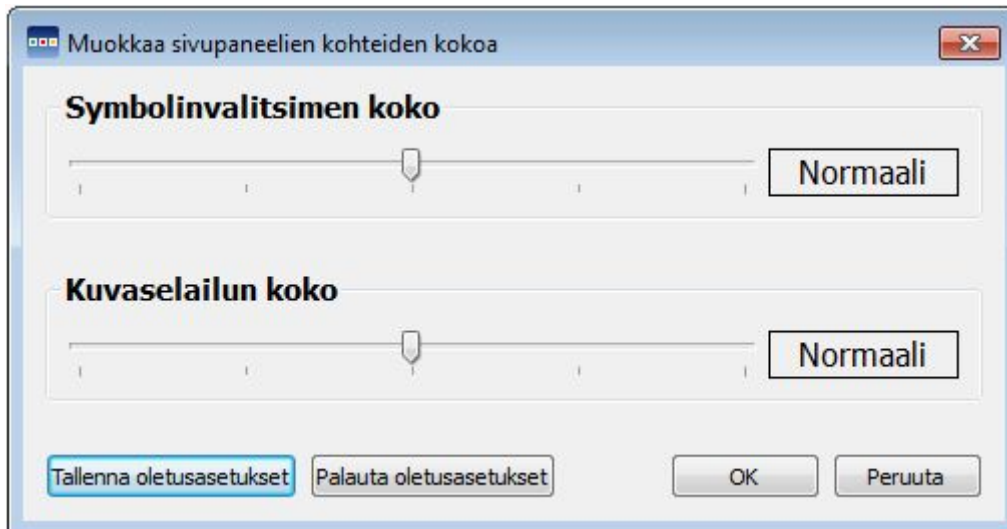 Muokkaa sivupaneelien kohteiden kokoa
Symbolinvalitsimen koko
Normaali
Kuvaselailun koko
Normaali
Tallenna oletusasetukset Palauta oletusasetukset OK Peruuta